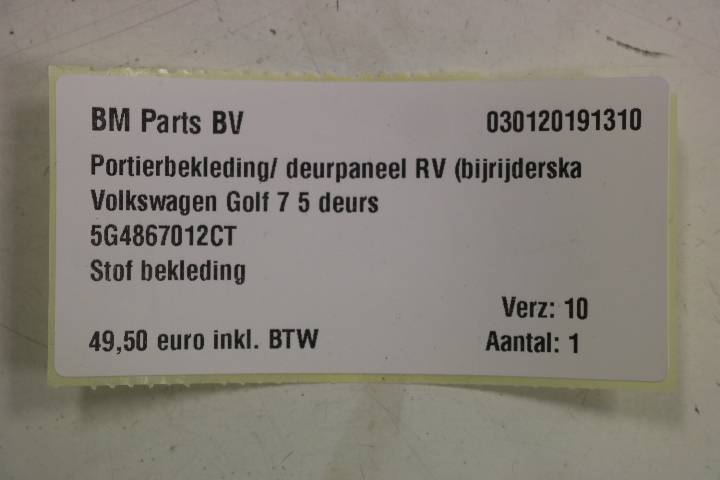 BM Parts BV 030120191310
Portierbekleding/ deurpaneel RV (bijrijderska
Volkswagen Golf 7 5 deurs
5G4867012CT
Stof bekleding
Verz: 10
49,50 euro inkl. BTW Aantal: 1